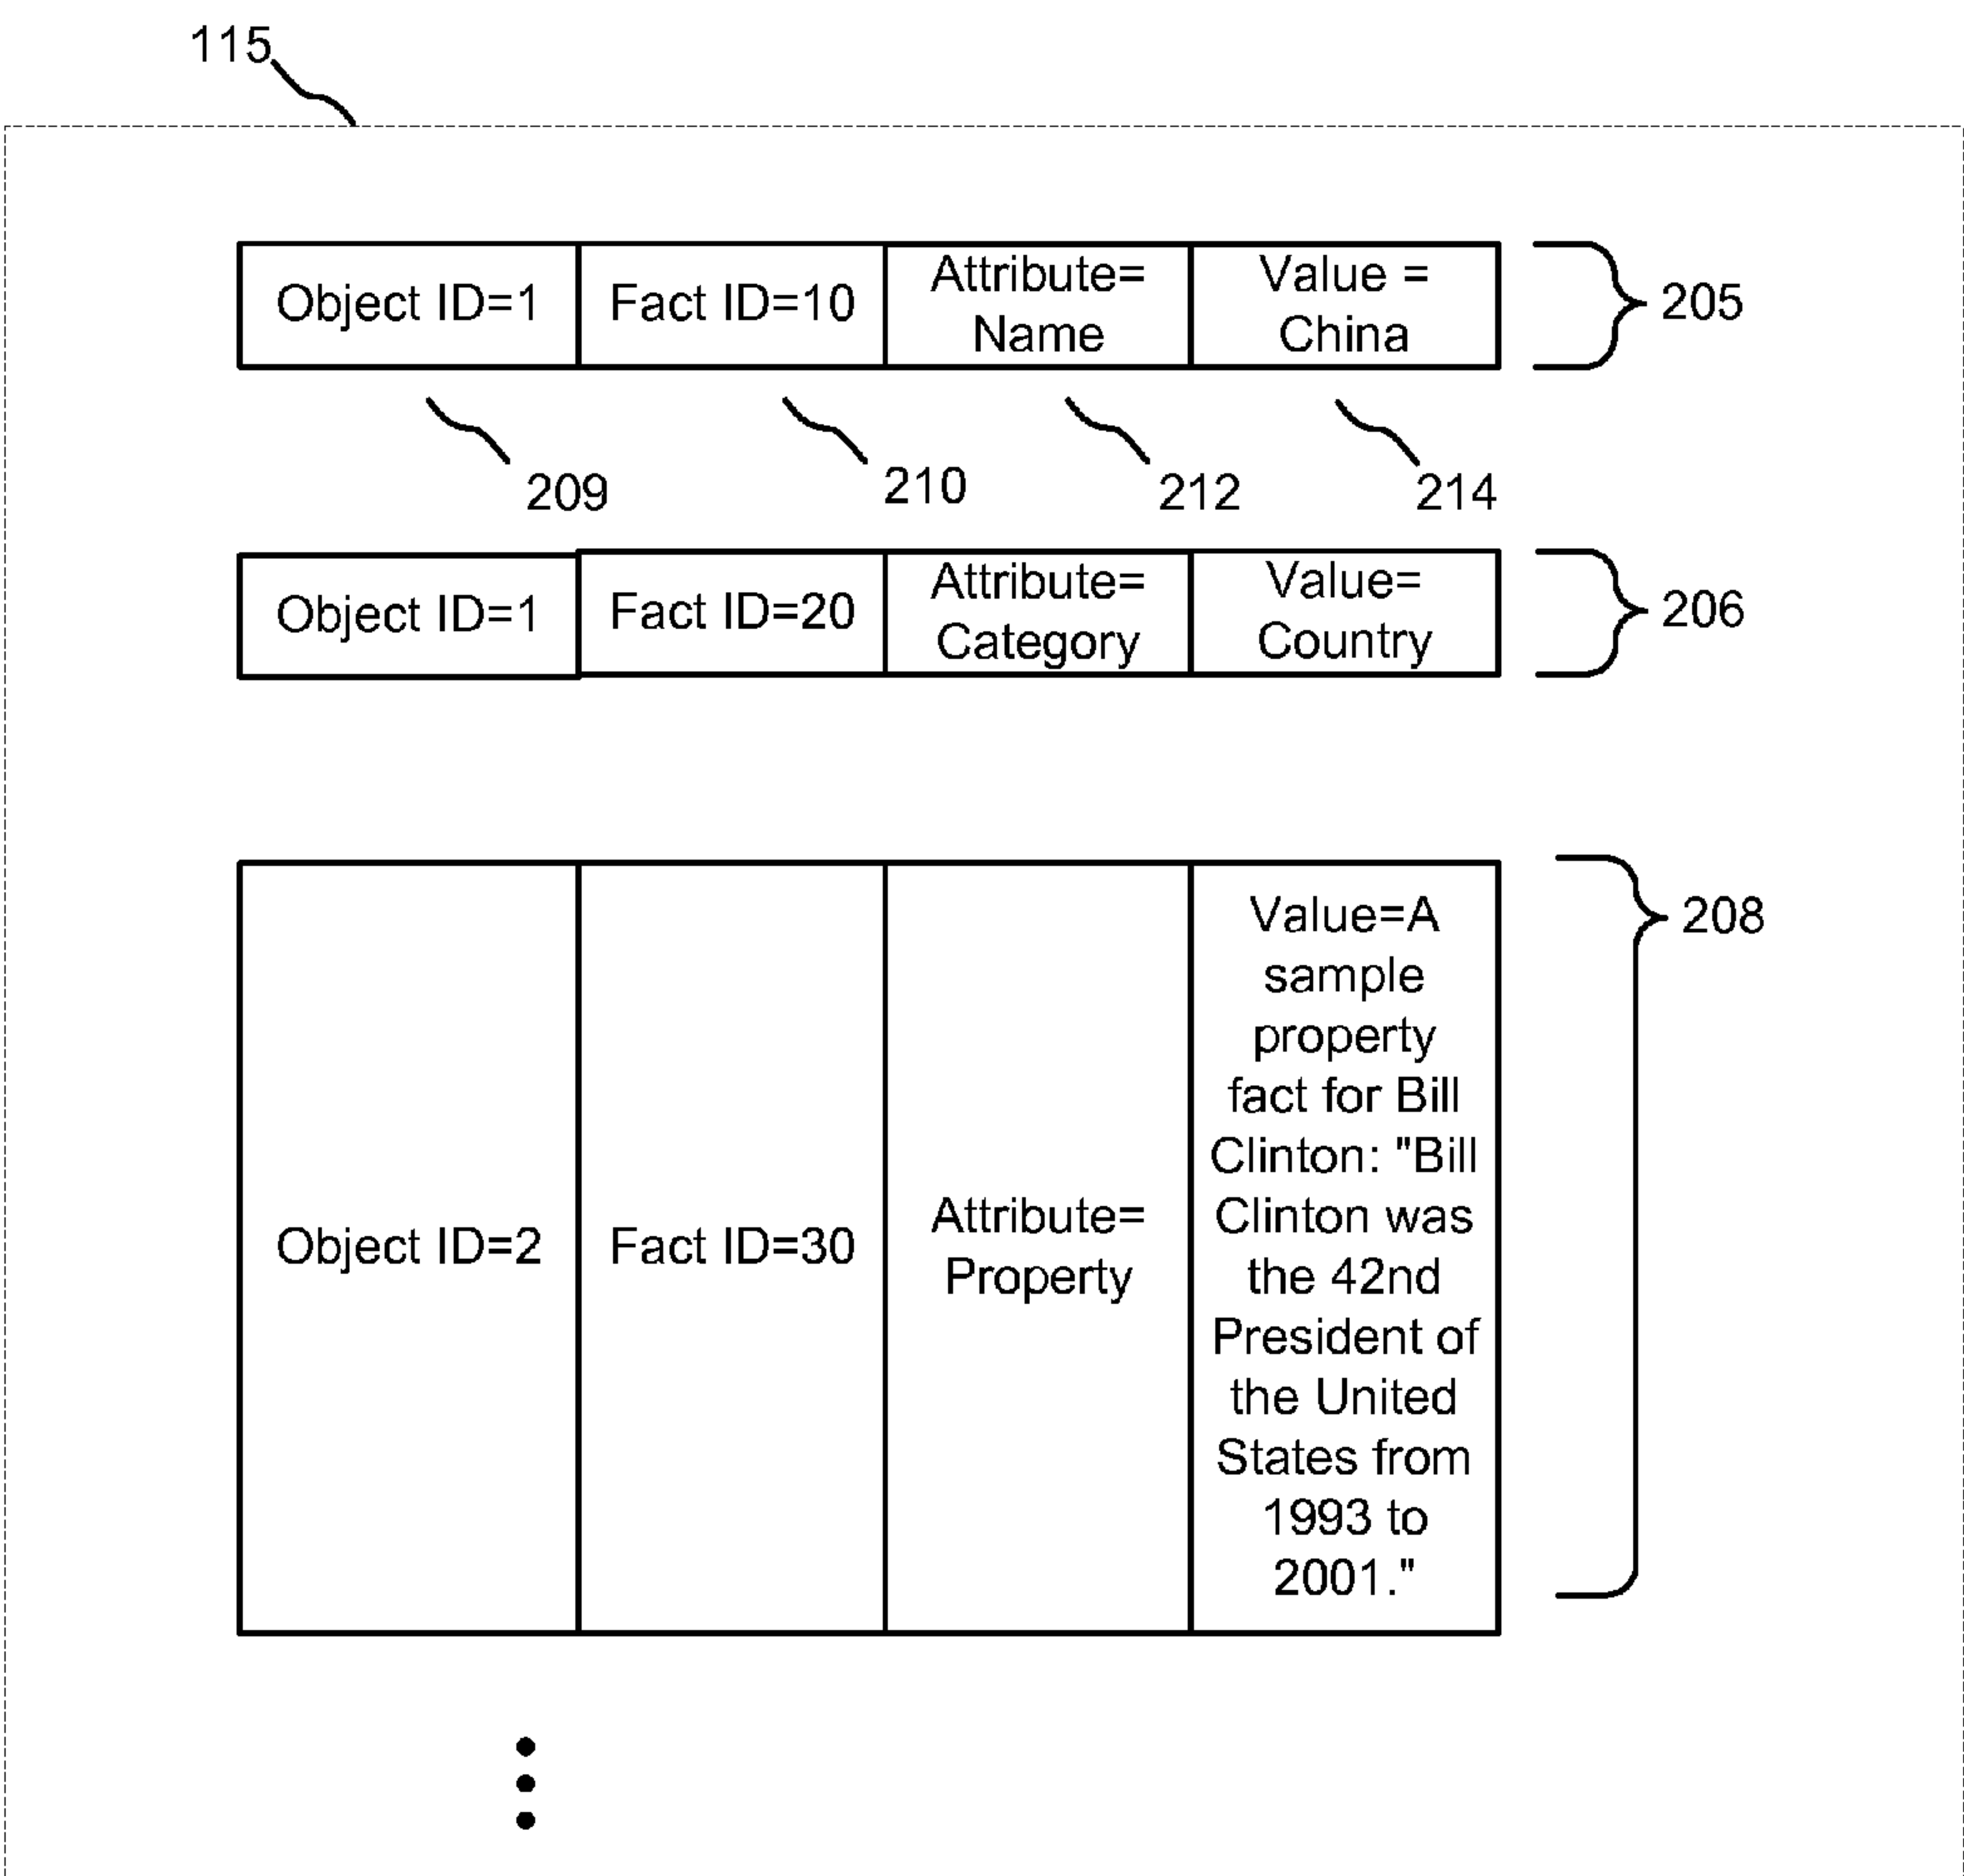 115
Object ID=1
Fact ID=10
Attribute=
Name
Value =
China
205
209
210
212
214
Object ID=1
Fact ID=20
Attribute=
Category
Value=
Country
206
Object ID=2
Fact ID=30
Attribute=
Property
Value=A
sample
property
fact for Bill
Clinton: "Bill
Clinton was
the 42nd
President of
the United
States from
1993 to
2001."
208